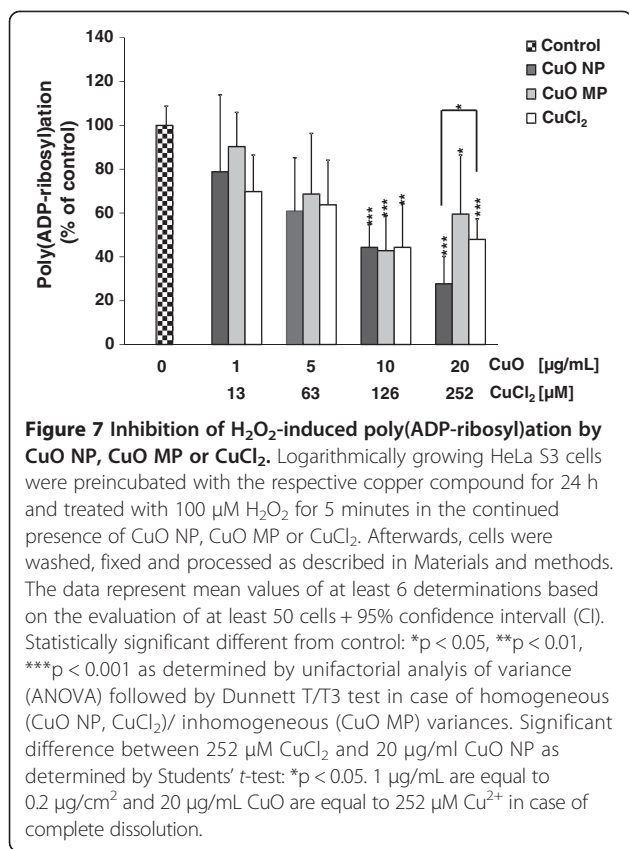 140
120
100
80
60
40
20
0
Poly(ADP-ribosyl)ation
(% of control)
Control
CuO NP
CuO MP
CuCl₂
*
*
***
***
**
***
***
0 1 5 10 20 CuO [µg/mL]
13 63 126 252 CuCl₂ [µM]
Figure 7 Inhibition of H₂O₂-induced poly(ADP-ribosyl)ation by
CuO NP, CuO MP or CuCl₂. Logarithmically growing HeLa S3 cells
were preincubated with the respective copper compound for 24 h
and treated with 100 µM H₂O₂ for 5 minutes in the continued
presence of CuO NP, CuO MP or CuCl₂. Afterwards, cells were
washed, fixed and processed as described in Materials and methods.
The data represent mean values of at least 6 determinations based
on the evaluation of at least 50 cells + 95% confidence intervall (CI).
Statistically significant different from control: *p < 0.05, **p < 0.01,
***p < 0.001 as determined by unifactorial analyis of variance
(ANOVA) followed by Dunnett T/T3 test in case of homogeneous
(CuO NP, CuCl₂)/ inhomogeneous (CuO MP) variances. Significant
difference between 252 µM CuCl₂ and 20 µg/ml CuO NP as
determined by Students' t-test: *p < 0.05. 1 µg/mL are equal to
0.2 µg/cm² and 20 µg/mL CuO are equal to 252 µM Cu²⁺ in case of
complete dissolution.